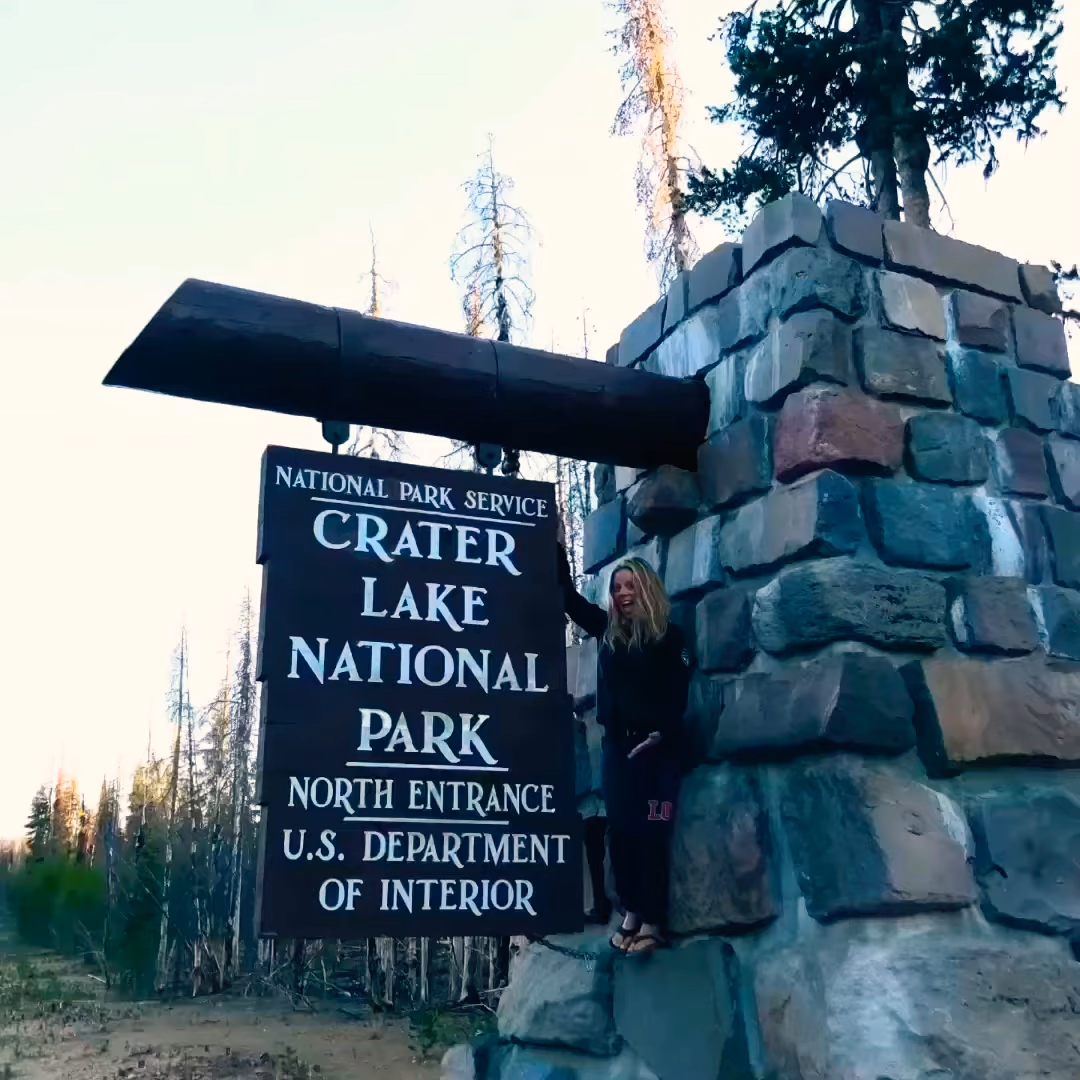 NATIONAL PARK SERVICE
CRATER
LAKE
NATIONAL
PARK
NORTH ENTRANCE
U.S. DEPARTMENT
OF INTERIOR